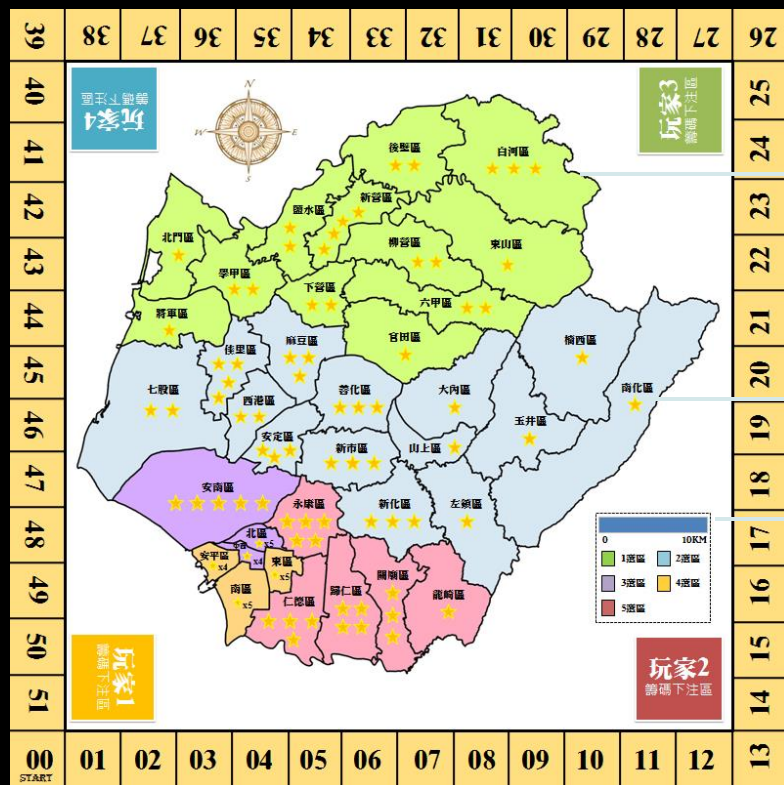 39 38 37 36 35 34 33 32 31 30 29 28 27 26
40
41
42
43
44
45
46
47
48
49
50
51
25
24
23
22
21
20
19
18
17
16
15
14
00 01 02 03 04 05 06 07 08 09 10 11 12 13
START
玩家4
籌碼下注區
玩家3
籌碼下注區
N
W E
S
後壁區
白河區
新營區
鹽水區
北門區
柳營區
東山區
學甲區
下營區
六甲區
將軍區
官田區
麻豆區
楠西區
佳里區
七股區
善化區
大內區
南化區
西港區
玉井區
安定區
新市區
山上區
安南區
永康區
新化區
左鎮區
北區
x5
安平區
x4
x4
東區
x5
南區
x5
仁德區
歸仁區
關廟區
龍崎區
0 10KM
1選區 2選區
3選區 4選區
5選區
玩家1
籌碼下注區
玩家2
籌碼下注區